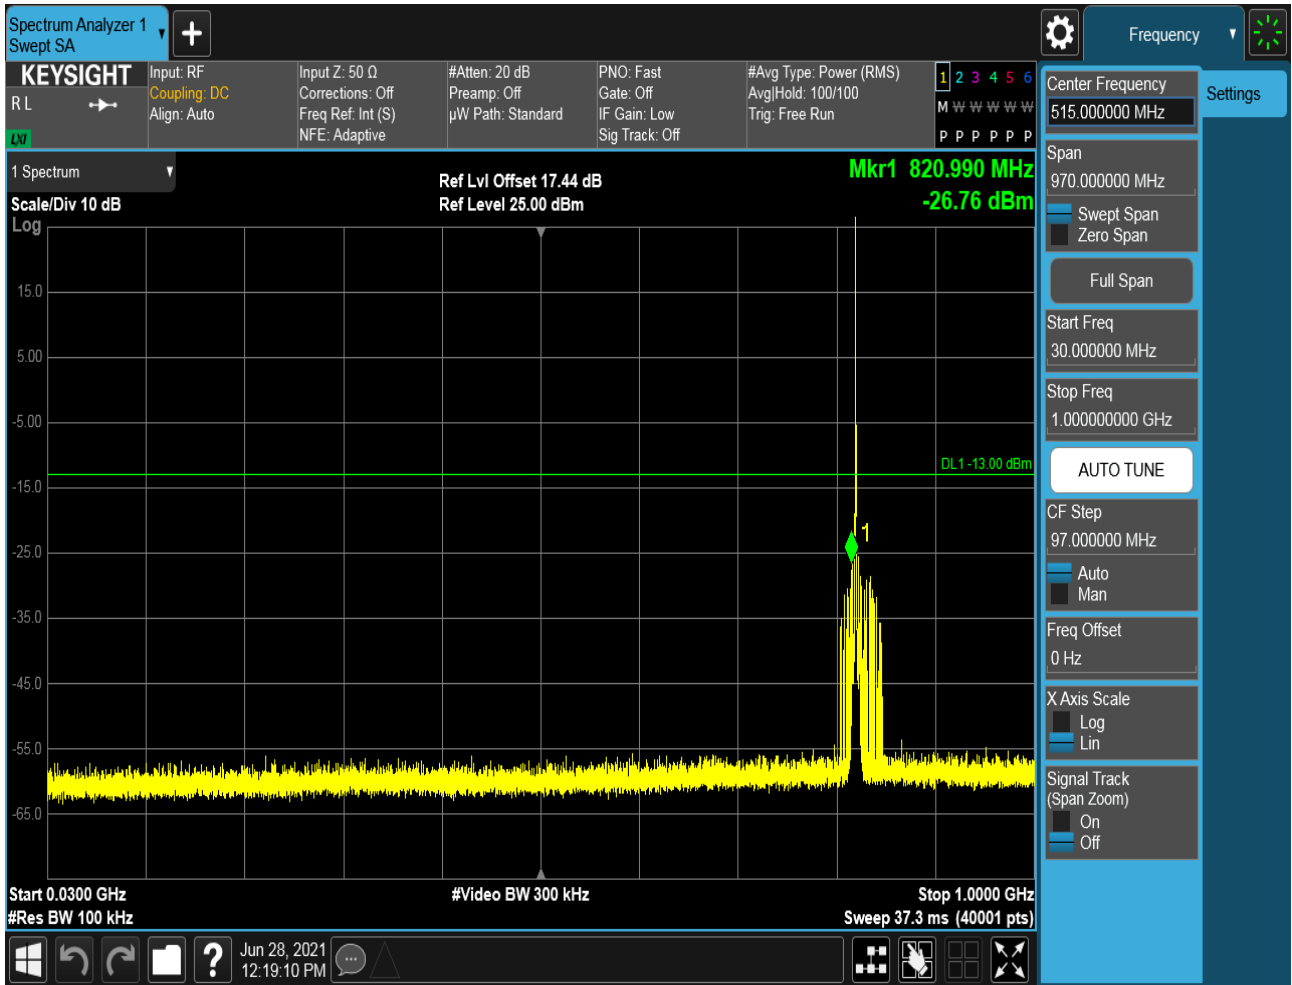 Spectrum Analyzer 1
Swept SA
Frequency
KEYSIGHT
R L
LXI
Input: RF
Coupling: DC
Align: Auto
Input Z: 50 Ω
Corrections: Off
Freq Ref: Int (S)
NFE: Adaptive
#Atten: 20 dB
Preamp: Off
µW Path: Standard
PNO: Fast
Gate: Off
IF Gain: Low
Sig Track: Off
#Avg Type: Power (RMS)
Avg|Hold: 100/100
Trig: Free Run
1 2 3 4 5 6
M W W W W W
P P P P P P
1 Spectrum
Scale/Div 10 dB
Log
Ref Lvl Offset 17.44 dB
Ref Level 25.00 dBm
Mkr1 820.990 MHz
-26.76 dBm
15.0
5.00
-5.00
-15.0
-25.0
-35.0
-45.0
-55.0
-65.0
DL1 -13.00 dBm
1
Start 0.0300 GHz
#Res BW 100 kHz
#Video BW 300 kHz
Stop 1.0000 GHz
Sweep 37.3 ms (40001 pts)
Center Frequency
515.000000 MHz
Settings
Span
970.000000 MHz
Swept Span
Zero Span
Full Span
Start Freq
30.000000 MHz
Stop Freq
1.000000000 GHz
AUTO TUNE
CF Step
97.000000 MHz
Auto
Man
Freq Offset
0 Hz
X Axis Scale
Log
Lin
Signal Track
(Span Zoom)
On
Off
?
Jun 28, 2021
12:19:10 PM